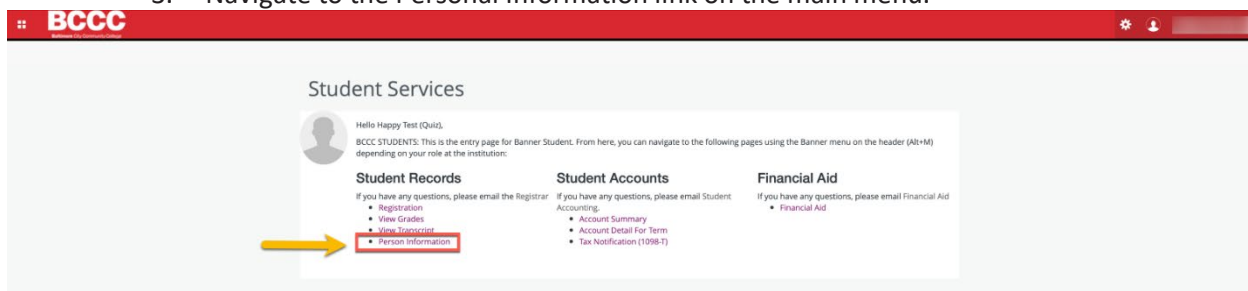 Navigate to the Personal Information link on the main menu.
BCCC
Baltimore City Community College
Student Services
Hello Happy Test (Quiz),
BCCC STUDENTS: This is the entry page for Banner Student. From here, you can navigate to the following pages using the Banner menu on the header (Alt+M)
depending on your role at the institution:
Student Records
If you have any questions, please email the Registrar
Registration
View Grades
View Transcript
Person Information
Student Accounts
If you have any questions, please email Student
Accounting.
Account Summary
Account Detail For Term
Tax Notification (1098-T)
Financial Aid
If you have any questions, please email Financial Aid
Financial Aid